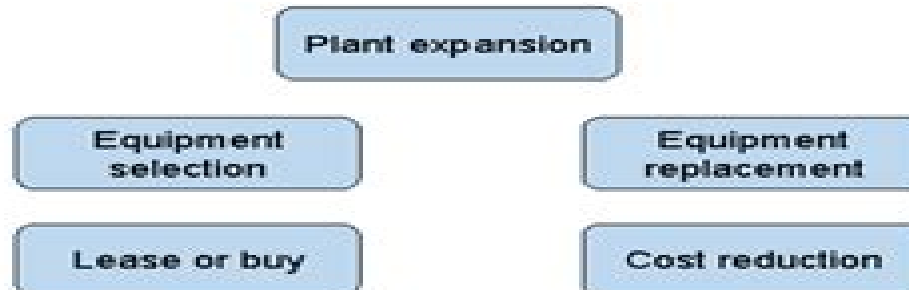 Plant expansion
Equipment
selection
Equipment
replacement
Lease or buy
Cost reduction